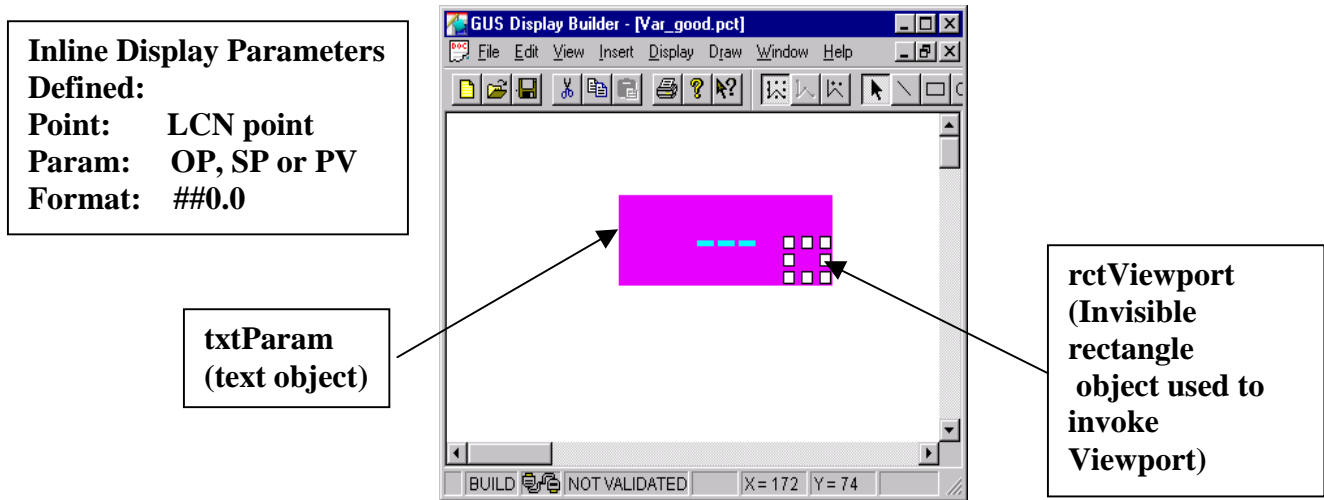 Inline Display Parameters
Defined:
Point: LCN point
Param: OP, SP or PV
Format: ##0.0
GUS Display Builder - [Var_good.pct]
DOC
File Edit View Insert Display Draw Window Help
txtParam
(text object)
rctViewport
(Invisible
rectangle
object used to
invoke
Viewport)
BUILD NOT VALIDATED X= 172 Y= 74